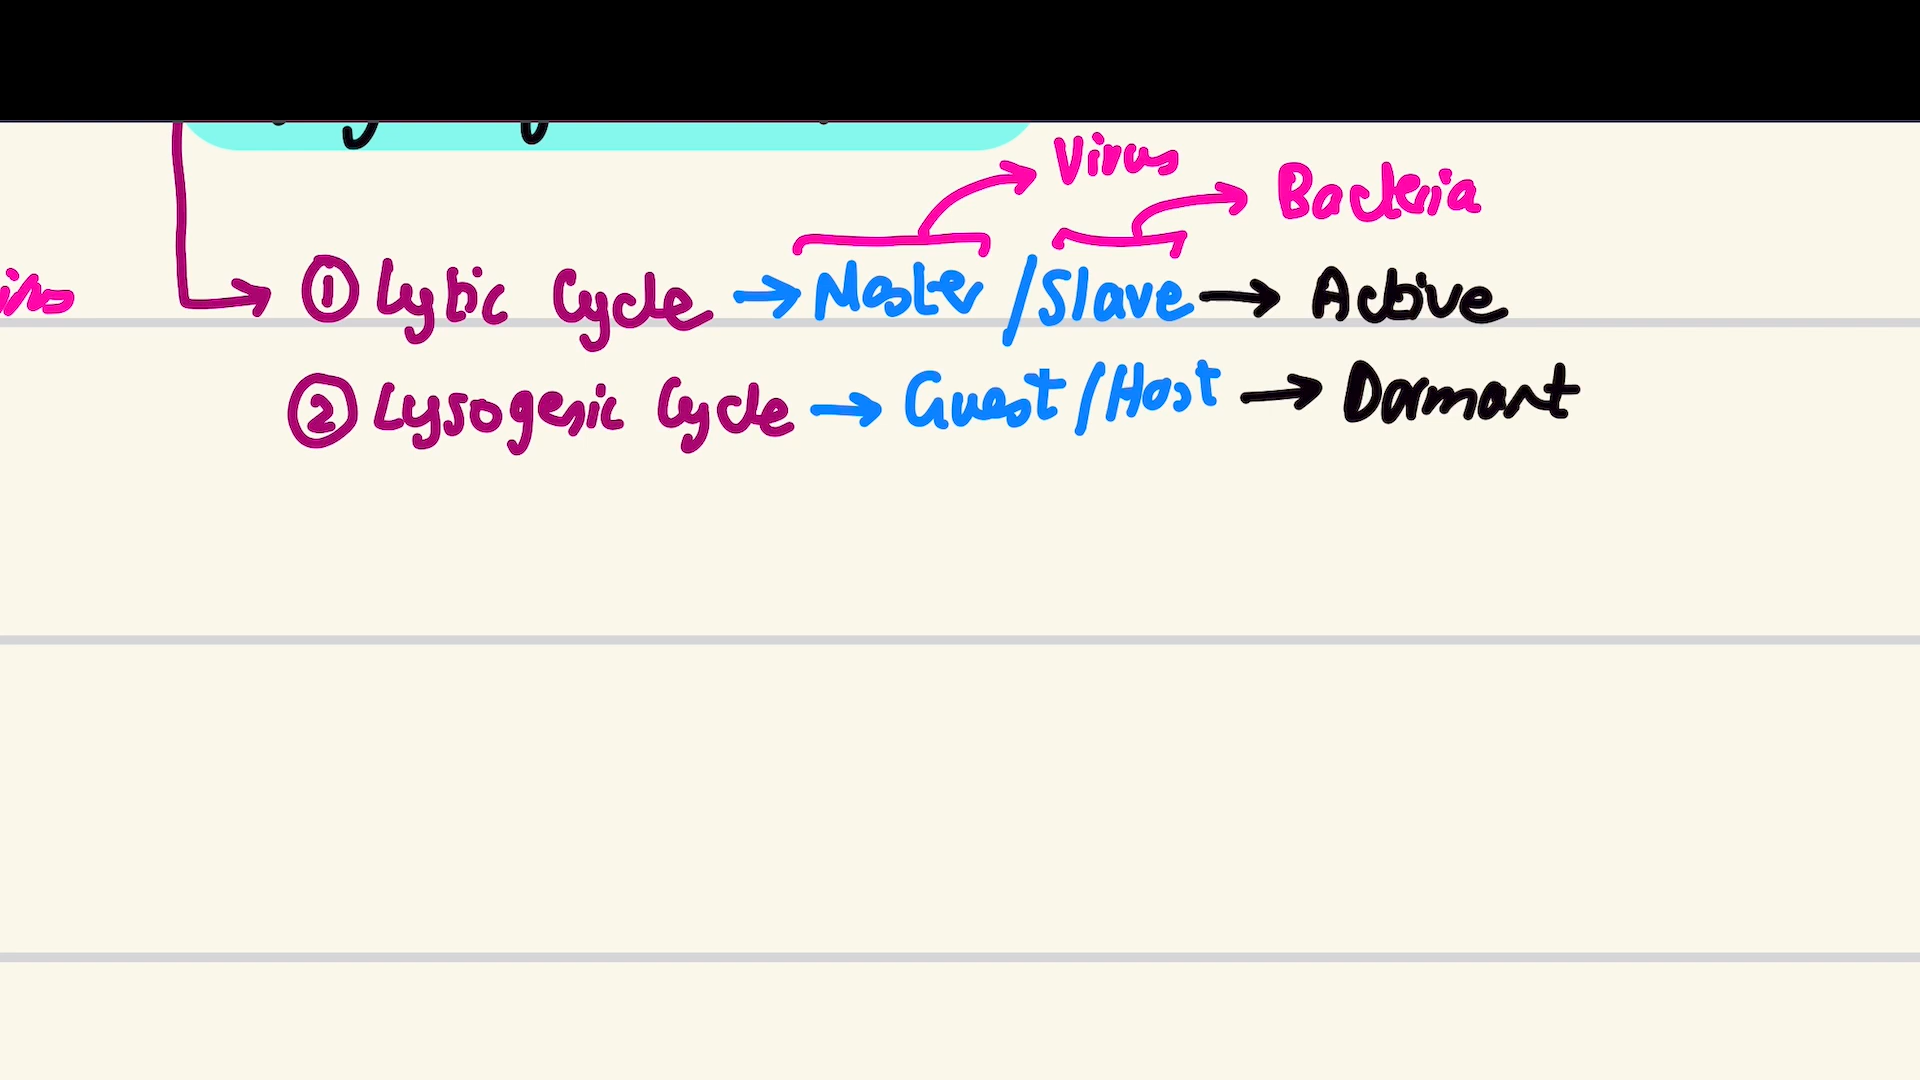 Virus
Bacteria
① Lytic Cycle → Master / Slave → Active
② Lysogenic Cycle → Guest / Host → Dormant